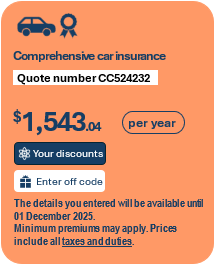 Comprehensive car insurance
Quote number CC524232
$1,543.04 per year
Your discounts
Enter off code
The details you entered will be available until
01 December 2025.
Minimum premiums may apply. Prices
include all taxes and duties.